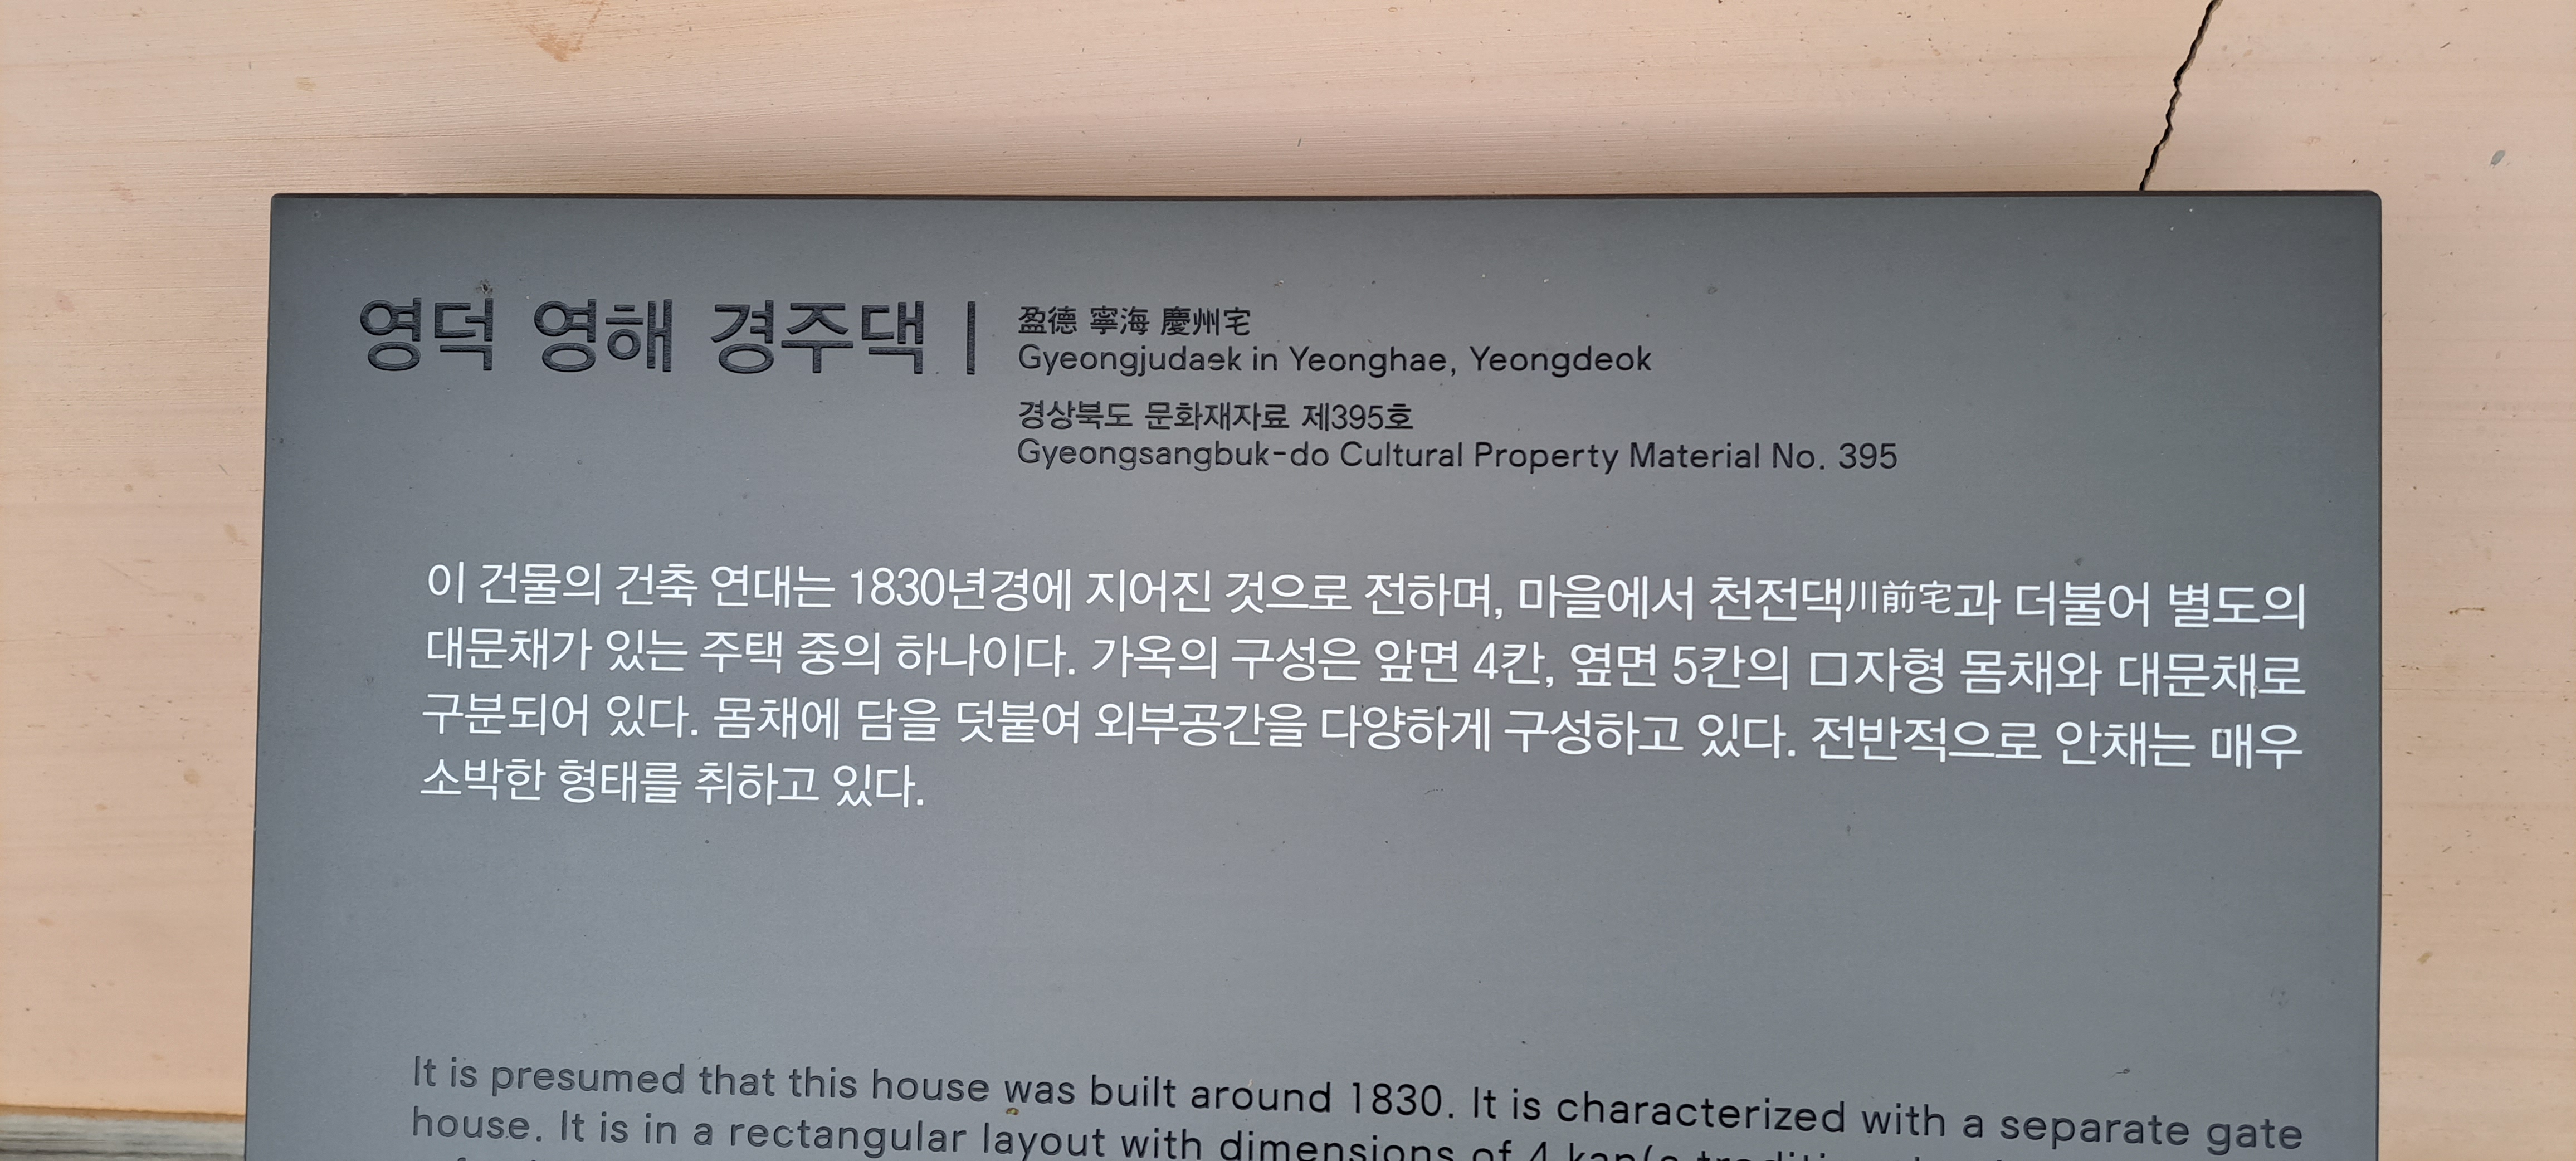 영덕 영해 경주댁 |
盈德 寧海 慶州宅
Gyeongjudaek in Yeonghae, Yeongdeok
경상북도 문화재자료 제395호
Gyeongsangbuk-do Cultural Property Material No. 395
이 건물의 건축 연대는 1830년경에 지어진 것으로 전하며, 마을에서 천전댁川前宅과 더불어 별도의
대문채가 있는 주택 중의 하나이다. 가옥의 구성은 앞면 4칸, 옆면 5칸의 ㅁ자형 몸채와 대문채로
구분되어 있다. 몸채에 담을 덧붙여 외부공간을 다양하게 구성하고 있다. 전반적으로 안채는 매우
소박한 형태를 취하고 있다.
It is presumed that this house was built around 1830. It is characterized with a separate gate
house. It is in a rectangular layout with dimensions of 4 kan(a